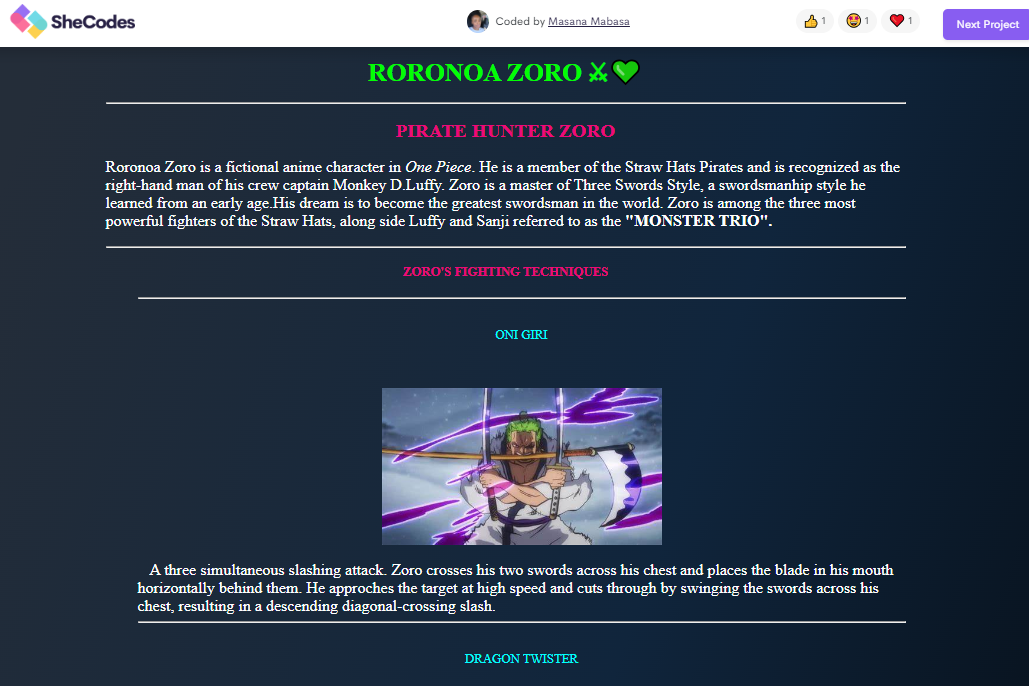 SheCodes
Coded by Masana Mabasa
👍 1 🤩 1 ❤️ 1
Next Project
RORONOA ZORO ⚔💚
PIRATE HUNTER ZORO
Roronoa Zoro is a fictional anime character in One Piece. He is a member of the Straw Hats Pirates and is recognized as the
right-hand man of his crew captain Monkey D.Luffy. Zoro is a master of Three Swords Style, a swordsmanship style he
learned from an early age.His dream is to become the greatest swordsman in the world. Zoro is among the three most
powerful fighters of the Straw Hats, along side Luffy and Sanji referred to as the "MONSTER TRIO".
ZORO'S FIGHTING TECHNIQUES
ONI GIRI
A three simultaneous slashing attack. Zoro crosses his two swords across his chest and places the blade in his mouth
horizontally behind them. He approches the target at high speed and cuts through by swinging the swords across his
chest, resulting in a descending diagonal-crossing slash.
DRAGON TWISTER